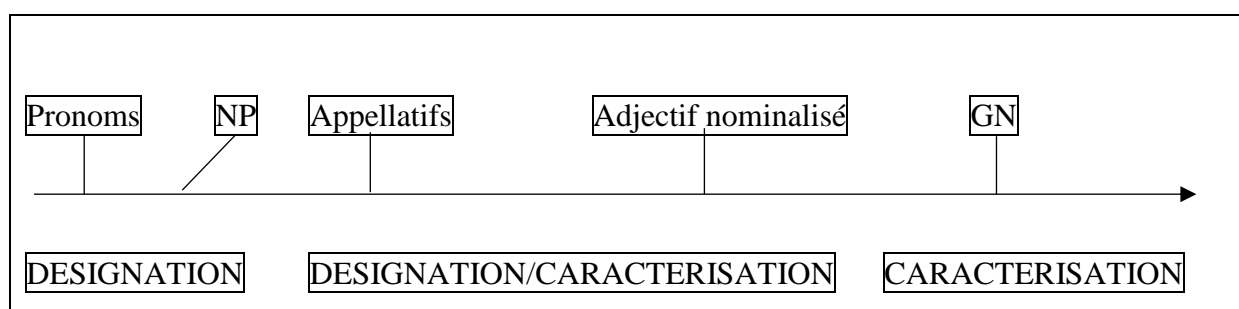 Pronoms NP Appellatifs Adjectif nominalisé GN
DESIGNATION DESIGNATION/CARACTERISATION CARACTERISATION